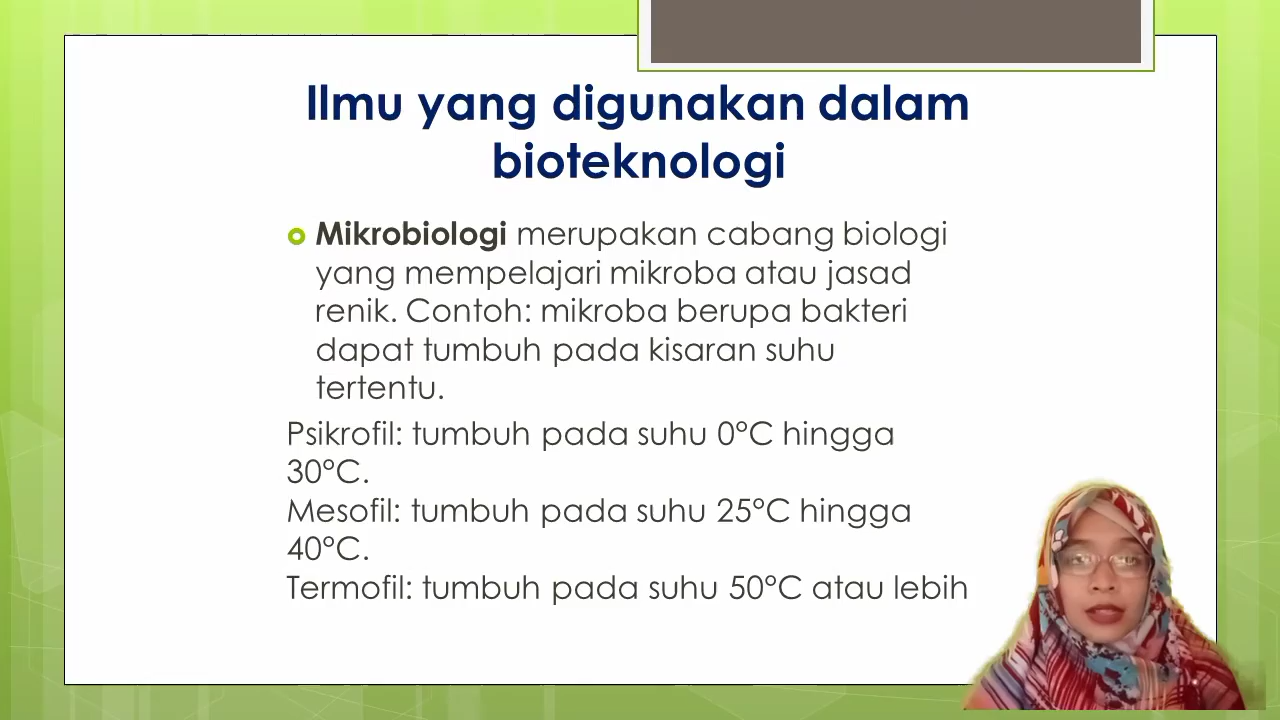 Ilmu yang digunakan dalam
bioteknologi
Mikrobiologi merupakan cabang biologi
yang mempelajari mikroba atau jasad
renik. Contoh: mikroba berupa bakteri
dapat tumbuh pada kisaran suhu
tertentu.
Psikrofil: tumbuh pada suhu 0°C hingga
30°C.
Mesofil: tumbuh pada suhu 25°C hingga
40°C.
Termofil: tumbuh pada suhu 50°C atau lebih